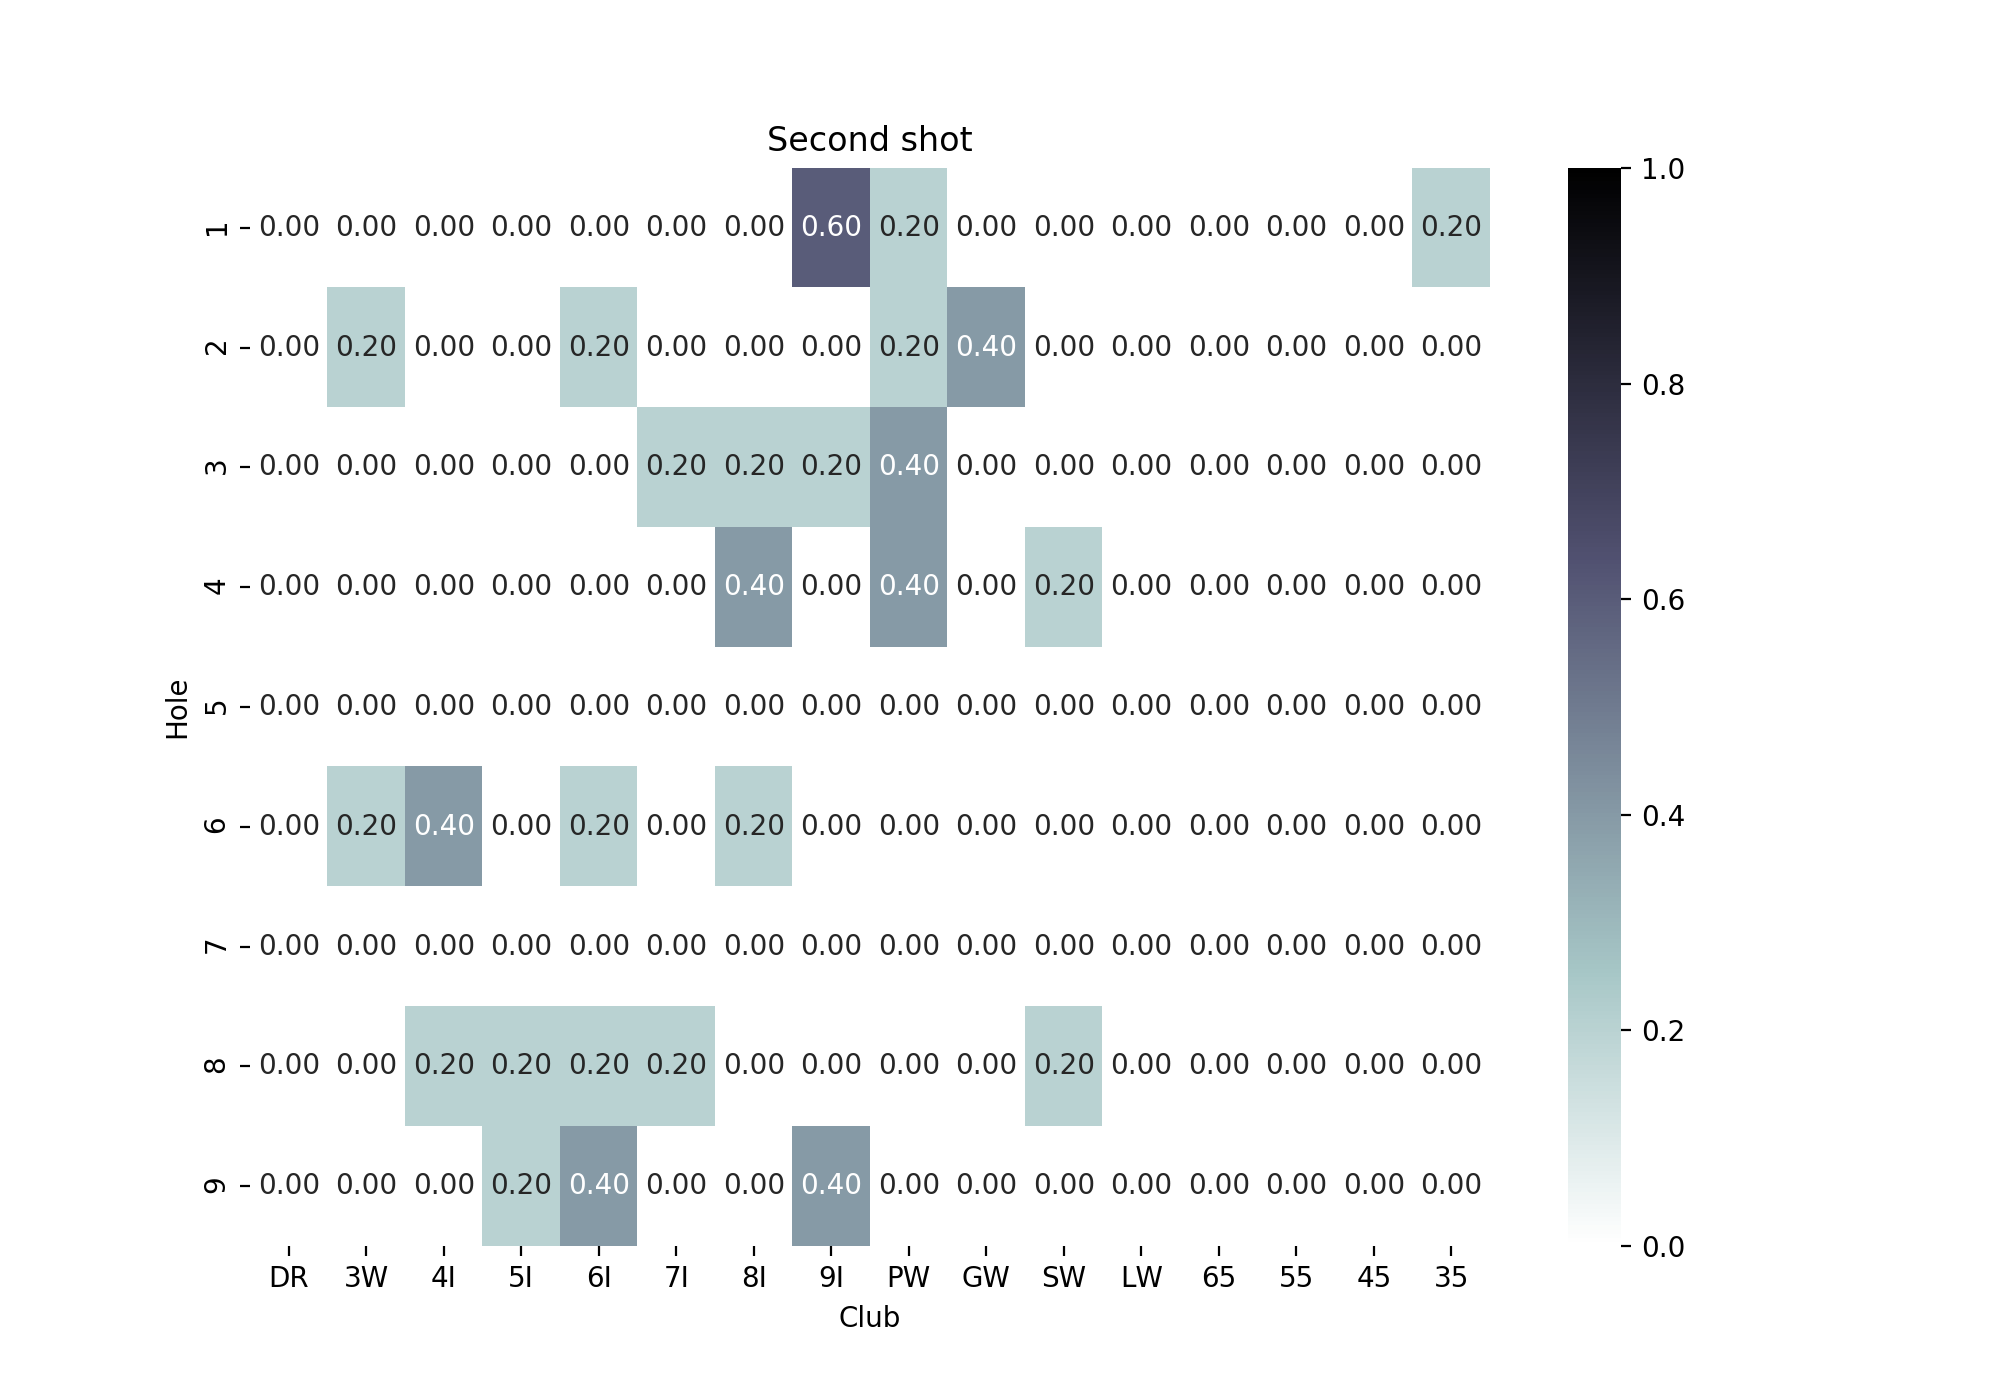 Second shot
1 0.00 0.00 0.00 0.00 0.00 0.00 0.00 0.60 0.20 0.00 0.00 0.00 0.00 0.00 0.00 0.20
2 0.00 0.20 0.00 0.00 0.20 0.00 0.00 0.00 0.20 0.40 0.00 0.00 0.00 0.00 0.00 0.00
3 0.00 0.00 0.00 0.00 0.00 0.20 0.20 0.20 0.40 0.00 0.00 0.00 0.00 0.00 0.00 0.00
4 0.00 0.00 0.00 0.00 0.00 0.00 0.40 0.00 0.40 0.00 0.20 0.00 0.00 0.00 0.00 0.00
5 0.00 0.00 0.00 0.00 0.00 0.00 0.00 0.00 0.00 0.00 0.00 0.00 0.00 0.00 0.00 0.00
6 0.00 0.20 0.40 0.00 0.20 0.00 0.20 0.00 0.00 0.00 0.00 0.00 0.00 0.00 0.00 0.00
7 0.00 0.00 0.00 0.00 0.00 0.00 0.00 0.00 0.00 0.00 0.00 0.00 0.00 0.00 0.00 0.00
8 0.00 0.00 0.20 0.20 0.20 0.20 0.00 0.00 0.00 0.00 0.20 0.00 0.00 0.00 0.00 0.00
9 0.00 0.00 0.00 0.20 0.40 0.00 0.00 0.40 0.00 0.00 0.00 0.00 0.00 0.00 0.00 0.00
DR 3W 4I 5I 6I 7I 8I 9I PW GW SW LW 65 55 45 35
Club
Hole
1.0
0.8
0.6
0.4
0.2
0.0